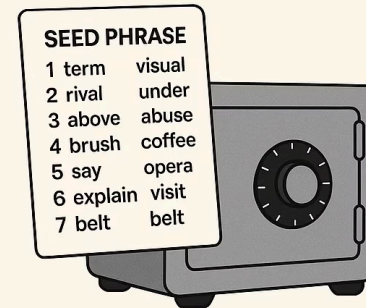 SEED PHRASE
1 term visual
2 rival under
3 above abuse
4 brush coffee
5 say opera
6 explain visit
7 belt belt